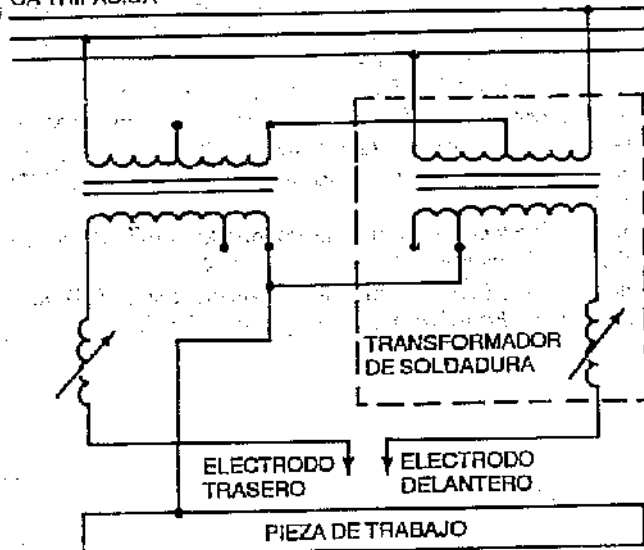 TRANSFORMADOR
DE SOLDADURA
ELECTRODO
TRASERO
ELECTRODO
DELANTERO
PIEZA DE TRABAJO